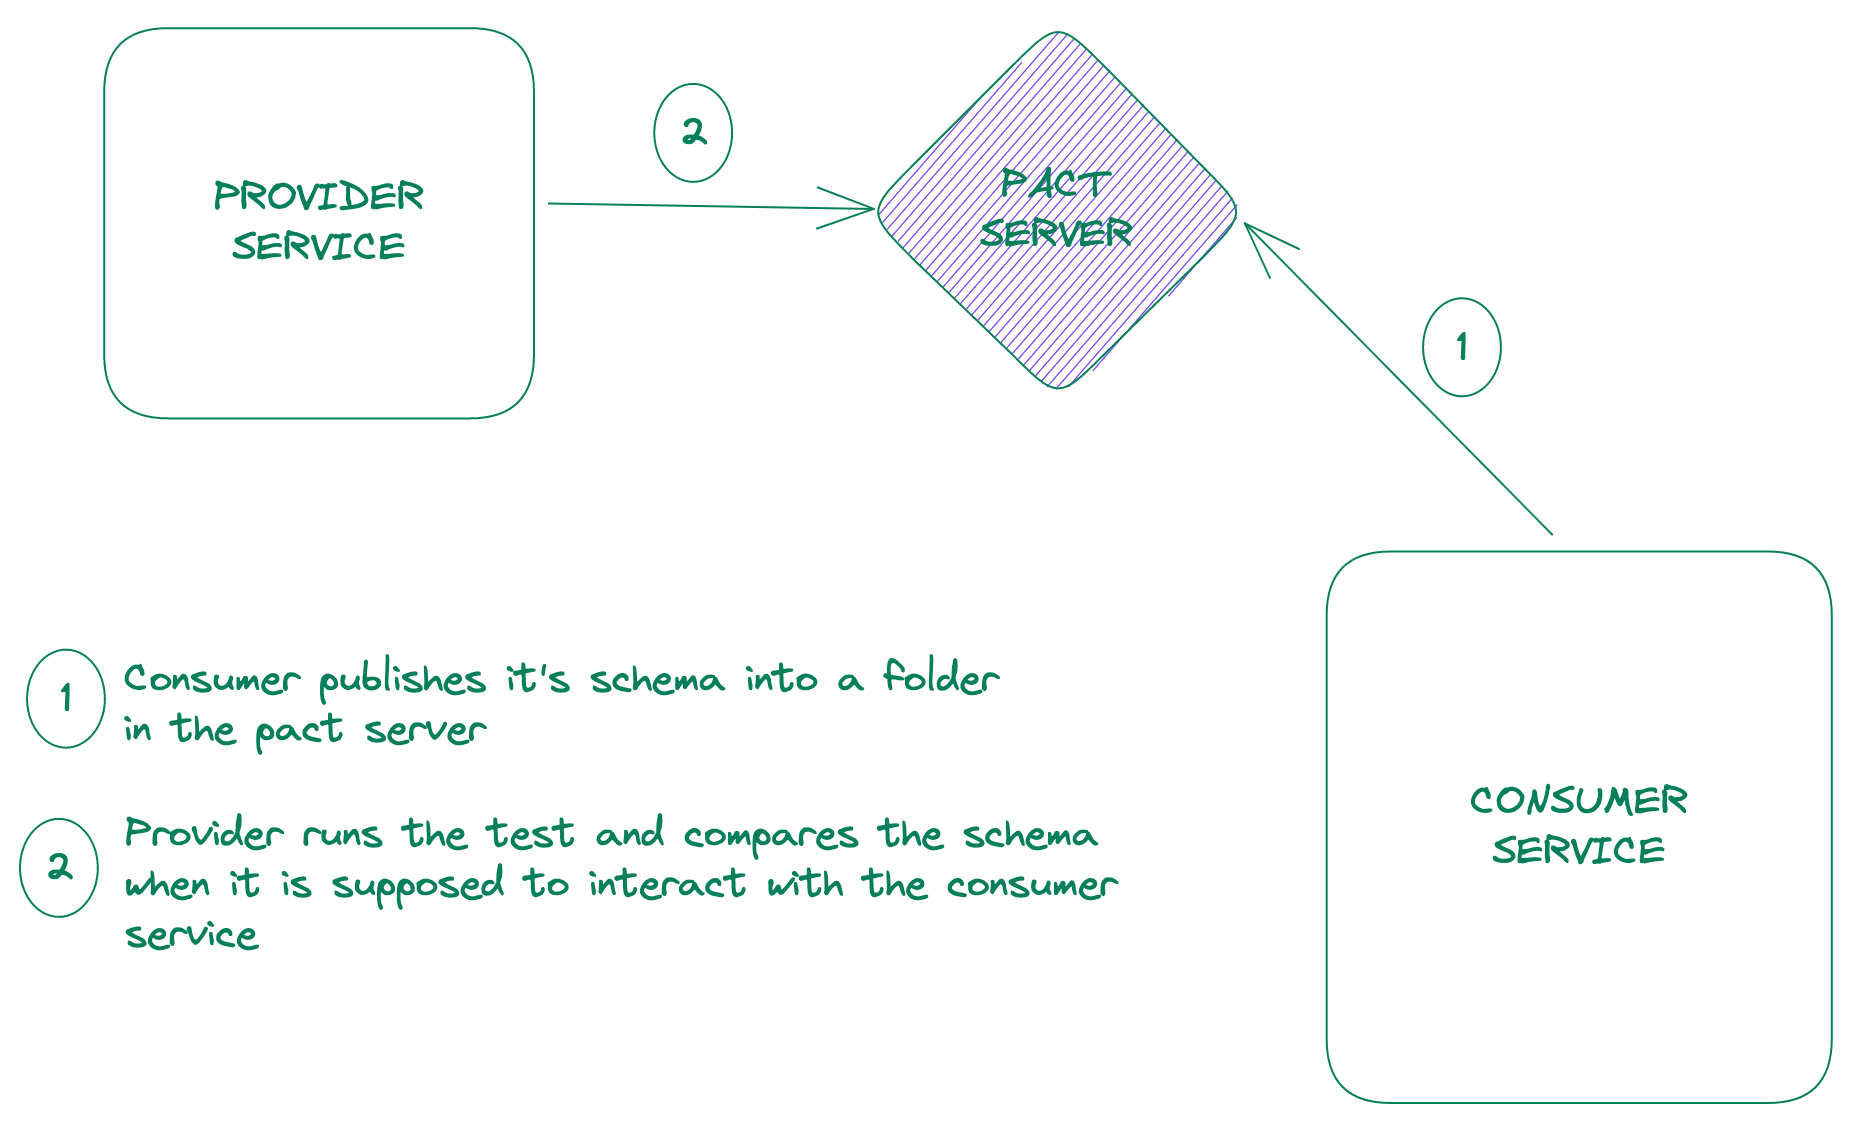 PROVIDER
SERVICE
2
PACT
SERVER
1
CONSUMER
SERVICE
1
Consumer publishes it's schema into a folder
in the pact server
2
Provider runs the test and compares the schema
when it is supposed to interact with the consumer
service